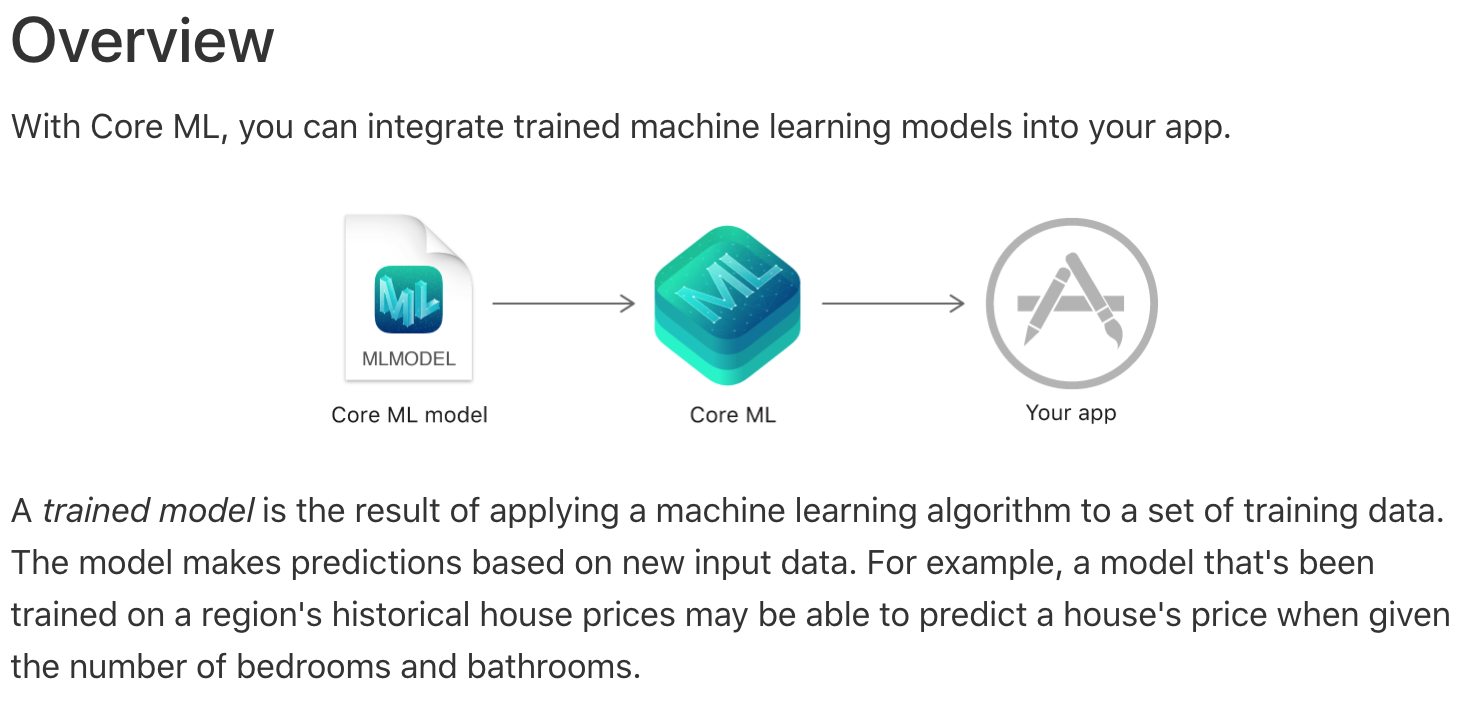 Overview
With Core ML, you can integrate trained machine learning models into your app.
ML
ML
MLMODEL
Core ML model
Core ML
Your app
A trained model is the result of applying a machine learning algorithm to a set of training data.
The model makes predictions based on new input data. For example, a model that's been
trained on a region's historical house prices may be able to predict a house's price when given
the number of bedrooms and bathrooms.